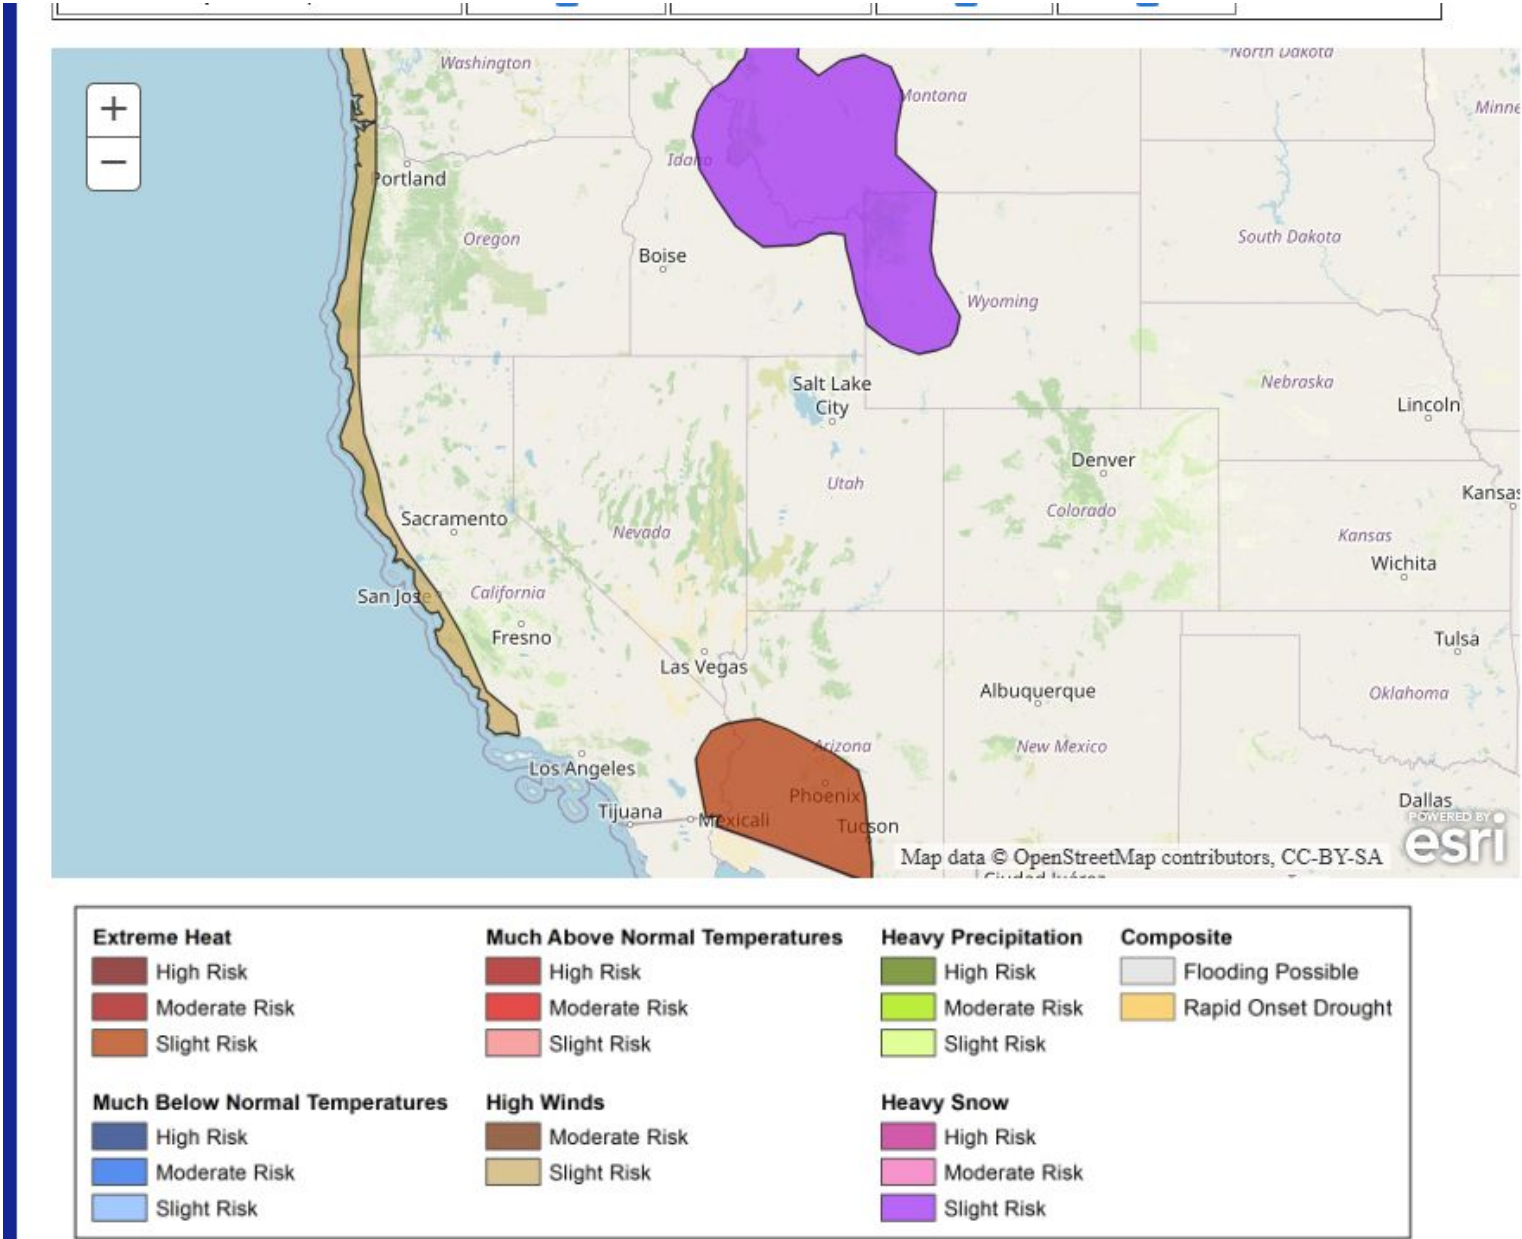 North Dakota
Washington
+
Montana
Minne
−
Idaho
Portland
Oregon
South Dakota
Boise
Wyoming
Salt Lake
City
Nebraska
Lincoln
Denver
Utah
Kansas
Colorado
Sacramento
Nevada
Kansas
Wichita
San Jose
California
Fresno
Tulsa
Las Vegas
Albuquerque
Oklahoma
Arizona
New Mexico
Los Angeles
Phoenix
Dallas
Tijuana
Mexicali
Tucson
POWERED BY
esri
Map data © OpenStreetMap contributors, CC-BY-SA
Ciudad Juárez
Extreme Heat
High Risk
Moderate Risk
Slight Risk
Much Above Normal Temperatures
High Risk
Moderate Risk
Slight Risk
Heavy Precipitation
High Risk
Moderate Risk
Slight Risk
Composite
Flooding Possible
Rapid Onset Drought
Much Below Normal Temperatures
High Risk
Moderate Risk
Slight Risk
High Winds
Moderate Risk
Slight Risk
Heavy Snow
High Risk
Moderate Risk
Slight Risk